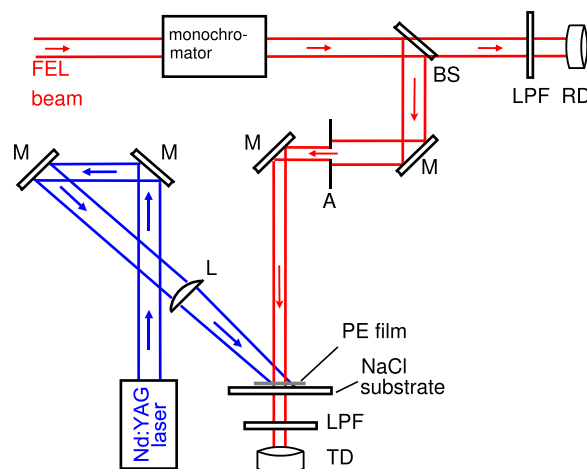 monochro-
mator
FEL
beam
BS
LPF
RD
M
M
M
M
A
L
PE film
NaCl
substrate
Nd:YAG
laser
LPF
TD